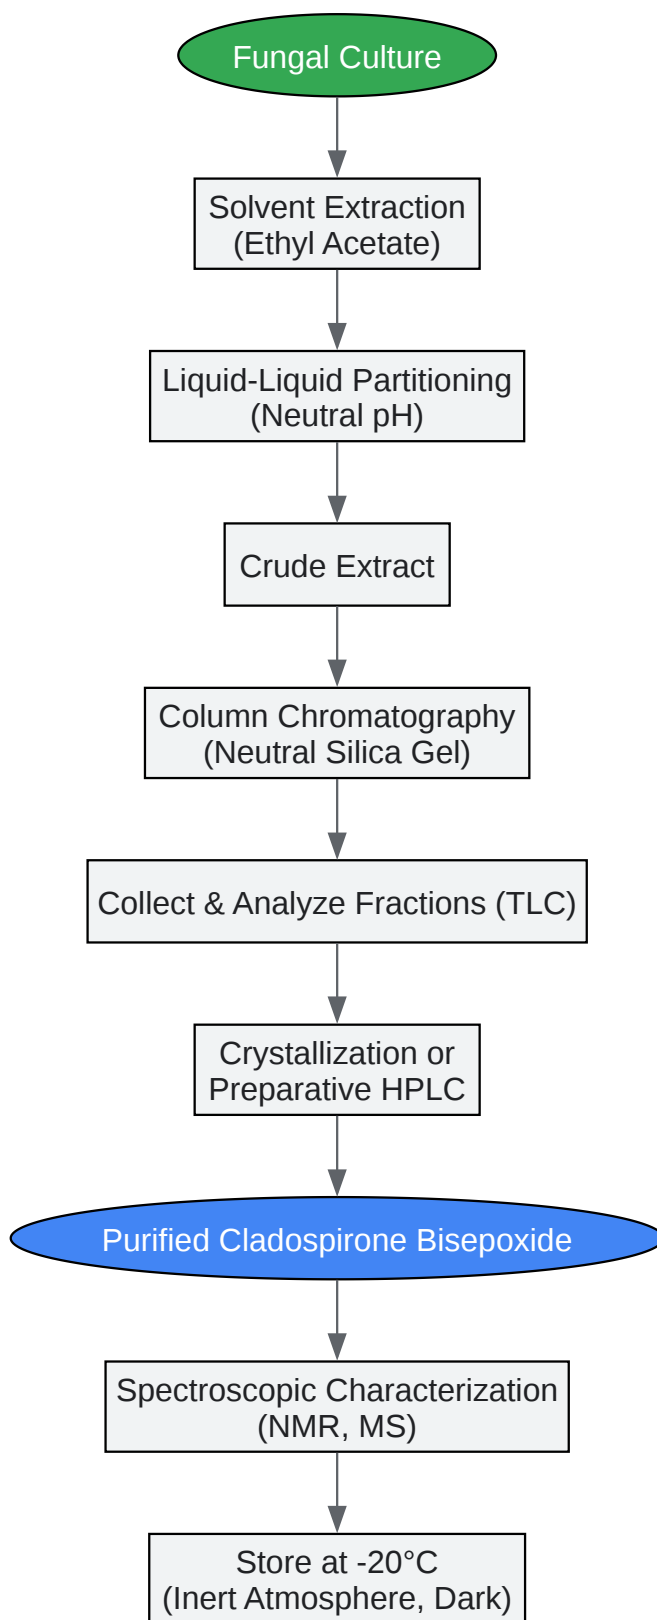 Fungal Culture
Solvent Extraction
(Ethyl Acetate)
Liquid-Liquid Partitioning
(Neutral pH)
Crude Extract
Column Chromatography
(Neutral Silica Gel)
Collect & Analyze Fractions (TLC)
Crystallization or
Preparative HPLC
Purified Cladospirone Bisepoxide
Spectroscopic Characterization
(NMR, MS)
Store at -20°C
(Inert Atmosphere, Dark)